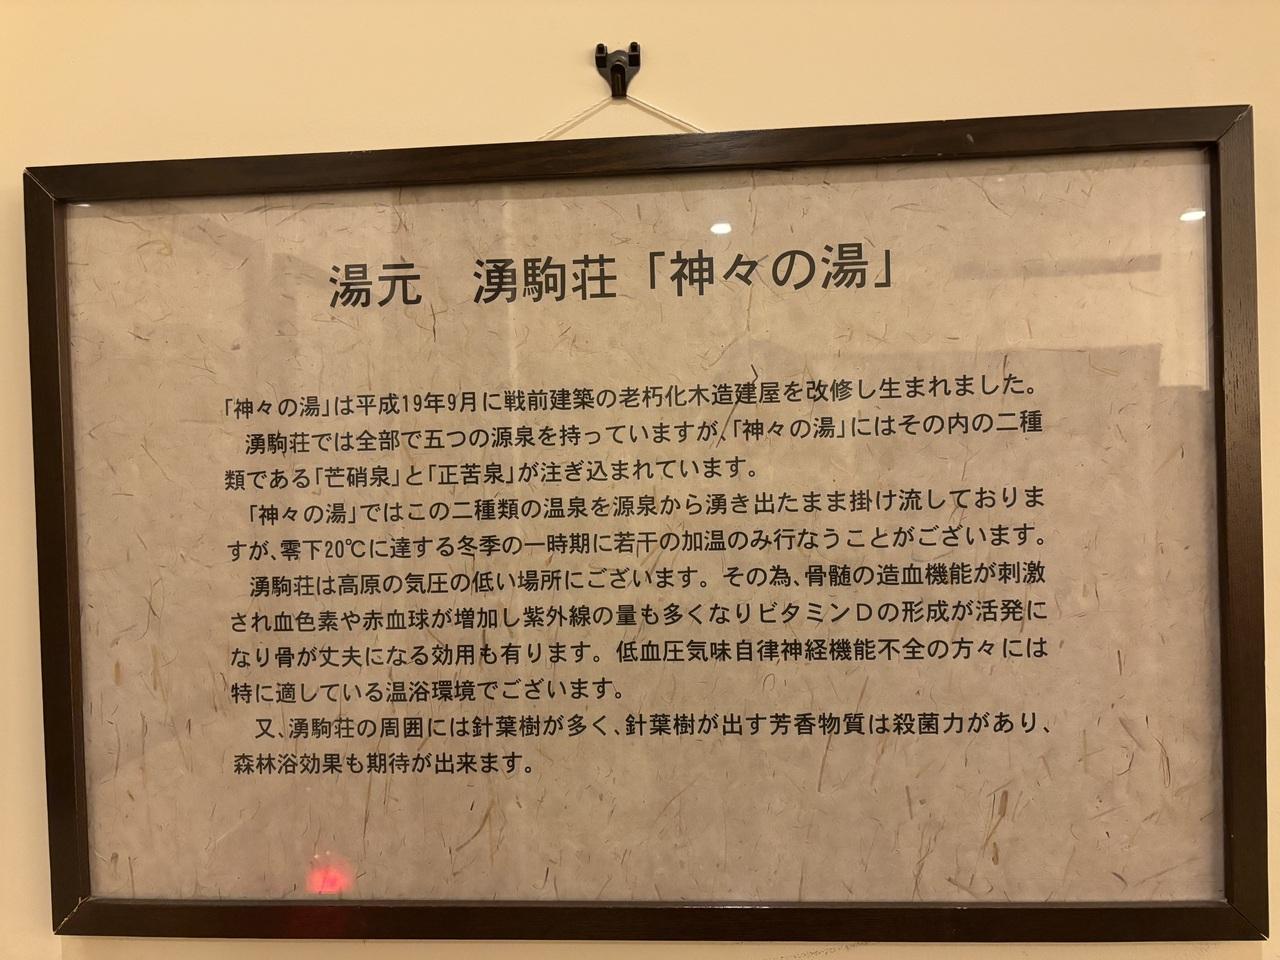 湯元　湧駒荘「神々の湯」
「神々の湯」は平成19年9月に戦前建築の老朽化木造建屋を改修し生まれました。
　湧駒荘では全部で五つの源泉を持っていますが、「神々の湯」にはその内の二種
類である「芒硝泉」と「正苦泉」が注ぎ込まれています。
　「神々の湯」ではこの二種類の温泉を源泉から湧き出たまま掛け流しておりま
すが、零下20℃に達する冬季の一時期に若干の加温のみ行なうことがございます。
　湧駒荘は高原の気圧の低い場所にございます。その為、骨髄の造血機能が刺激
され血色素や赤血球が増加し紫外線の量も多くなりビタミンＤの形成が活発に
なり骨が丈夫になる効用も有ります。低血圧気味自律神経機能不全の方々には
特に適している温浴環境でございます。
　又、湧駒荘の周囲には針葉樹が多く、針葉樹が出す芳香物質は殺菌力があり、
森林浴効果も期待が出来ます。